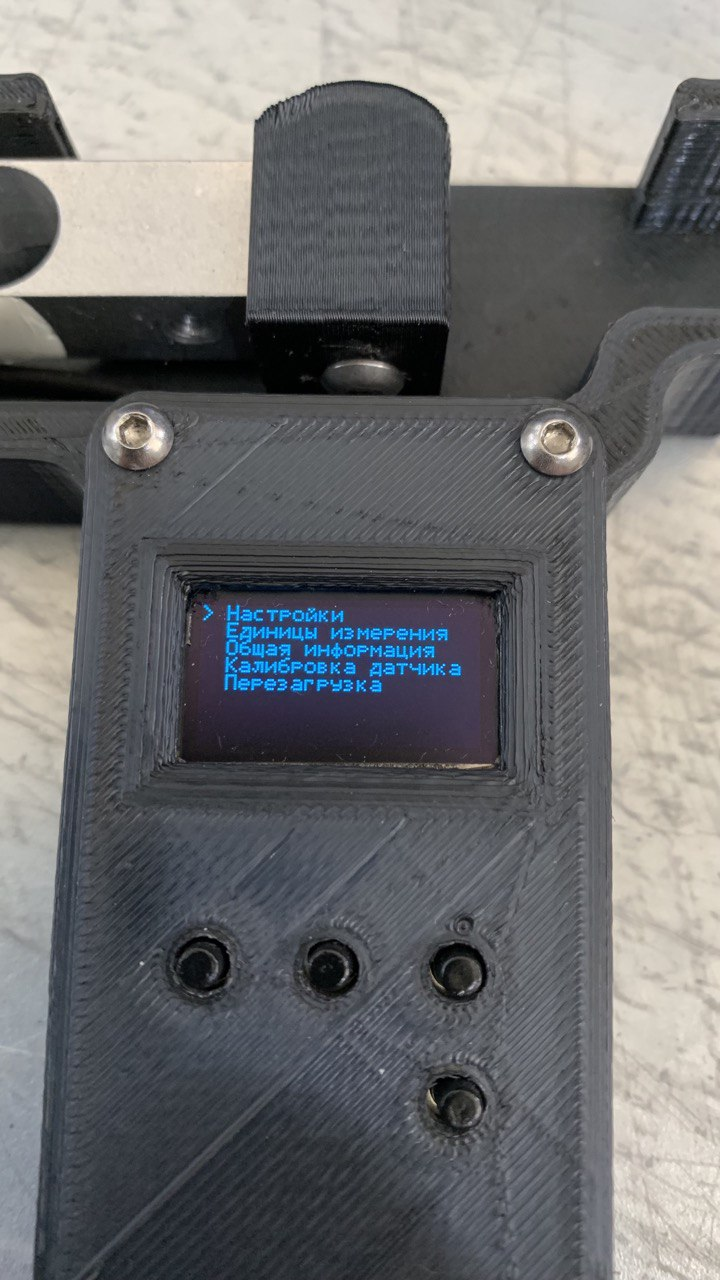 > Настройки
Единицы измерения
Общая информация
Калибровка датчика
Перезагрузка